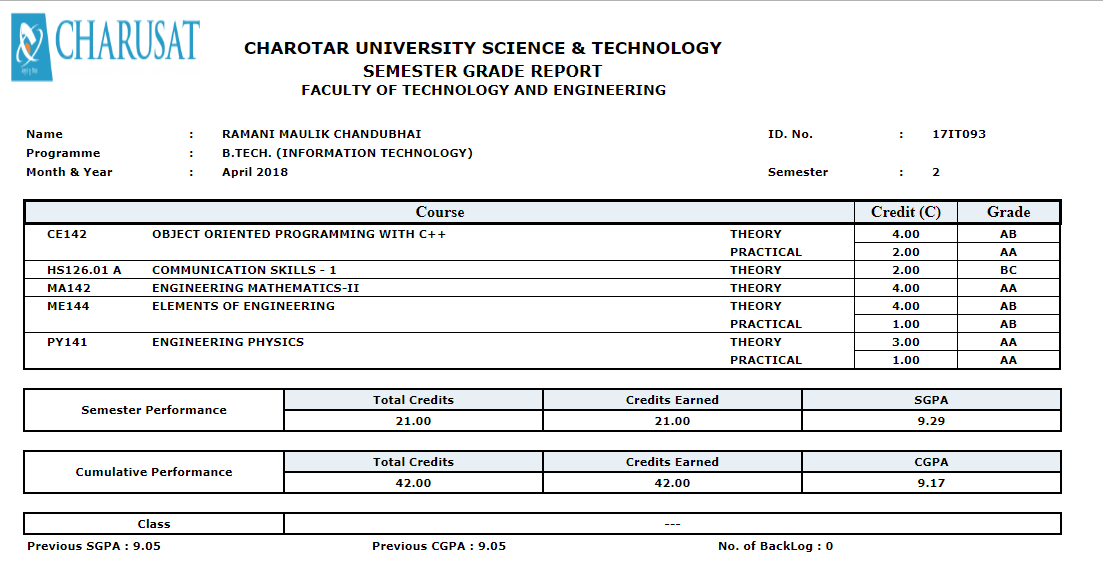 CHARUSAT
CHAROTAR UNIVERSITY SCIENCE & TECHNOLOGY
SEMESTER GRADE REPORT
FACULTY OF TECHNOLOGY AND ENGINEERING
Name : RAMANI MAULIK CHANDUBHAI ID. No. : 17IT093
Programme : B.TECH. (INFORMATION TECHNOLOGY)
Month & Year : April 2018 Semester : 2
Course Credit (C) Grade
CE142 OBJECT ORIENTED PROGRAMMING WITH C++ THEORY 4.00 AB
PRACTICAL 2.00 AA
HS126.01 A COMMUNICATION SKILLS - 1 THEORY 2.00 BC
MA142 ENGINEERING MATHEMATICS-II THEORY 4.00 AA
ME144 ELEMENTS OF ENGINEERING THEORY 4.00 AB
PRACTICAL 1.00 AB
PY141 ENGINEERING PHYSICS THEORY 3.00 AA
PRACTICAL 1.00 AA
Semester Performance Total Credits Credits Earned SGPA
21.00 21.00 9.29
Cumulative Performance Total Credits Credits Earned CGPA
42.00 42.00 9.17
Class ---
Previous SGPA : 9.05 Previous CGPA : 9.05 No. of BackLog : 0